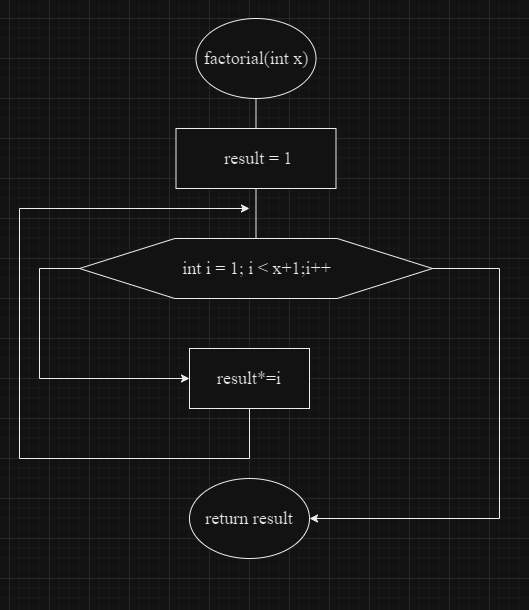 factorial(int x)
result = 1
int i = 1; i < x+1;i++
result*=i
return result